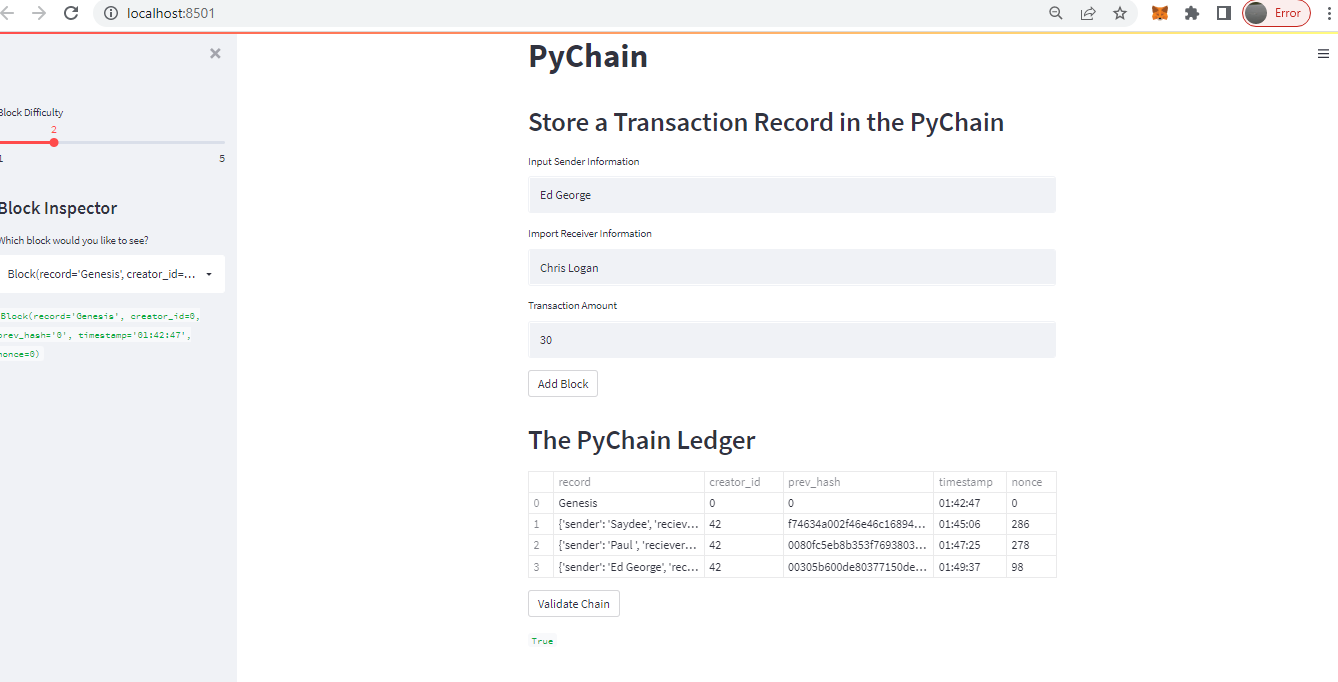 localhost:8501
Error
Block Difficulty
2
1 5
Block Inspector
Which block would you like to see?
Block(record='Genesis', creator_id=...
Block(record='Genesis', creator_id=0,
prev_hash='0', timestamp='01:42:47',
nonce=0)
PyChain
Store a Transaction Record in the PyChain
Input Sender Information
Ed George
Import Receiver Information
Chris Logan
Transaction Amount
30
Add Block
The PyChain Ledger
record creator_id prev_hash timestamp nonce
0 Genesis 0 0 01:42:47 0
1 {'sender': 'Saydee', 'reciev... 42 f74634a002f46e46c16894... 01:45:06 286
2 {'sender': 'Paul ', 'reciever... 42 0080fc5eb8b353f7693803... 01:47:25 278
3 {'sender': 'Ed George', 'rec... 42 00305b600de80377150de... 01:49:37 98
Validate Chain
True